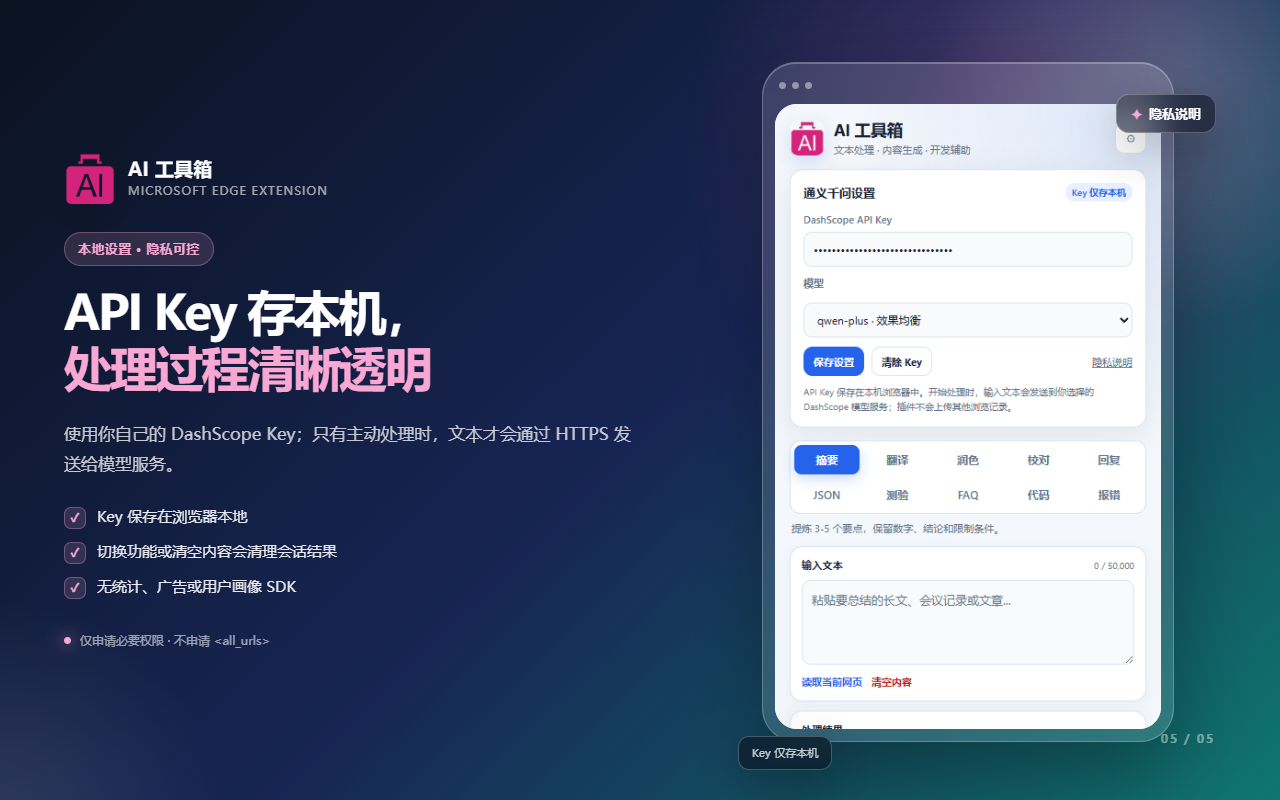 AI 工具箱
MICROSOFT EDGE EXTENSION
本地设置 • 隐私可控
API Key 存本机，
处理过程清晰透明
使用你自己的 DashScope Key；只有主动处理时，文本才会通过 HTTPS 发
送给模型服务。
Key 保存在浏览器本地
切换功能或清空内容会清理会话结果
无统计、广告或用户画像 SDK
仅申请必要权限 · 不申请 <all_urls>
AI 工具箱
文本处理 · 内容生成 · 开发辅助
隐私说明
通义千问设置
Key 仅存本机
DashScope API Key
••••••••••••••••••••••••••••••
模型
qwen-plus · 效果均衡
保存设置 清除 Key 隐私说明
API Key 保存在本机浏览器中。开始处理时，输入文本会发送到你选择的
DashScope 模型服务；插件不会上传其他浏览记录。
摘要 翻译 润色 校对 回复
JSON 测验 FAQ 代码 报错
提炼 3-5 个要点，保留数字、结论和限制条件。
输入文本 0 / 50,000
粘贴要总结的长文、会议记录或文章...
读取当前网页 清空内容
处理结果
Key 仅存本机
05 / 05